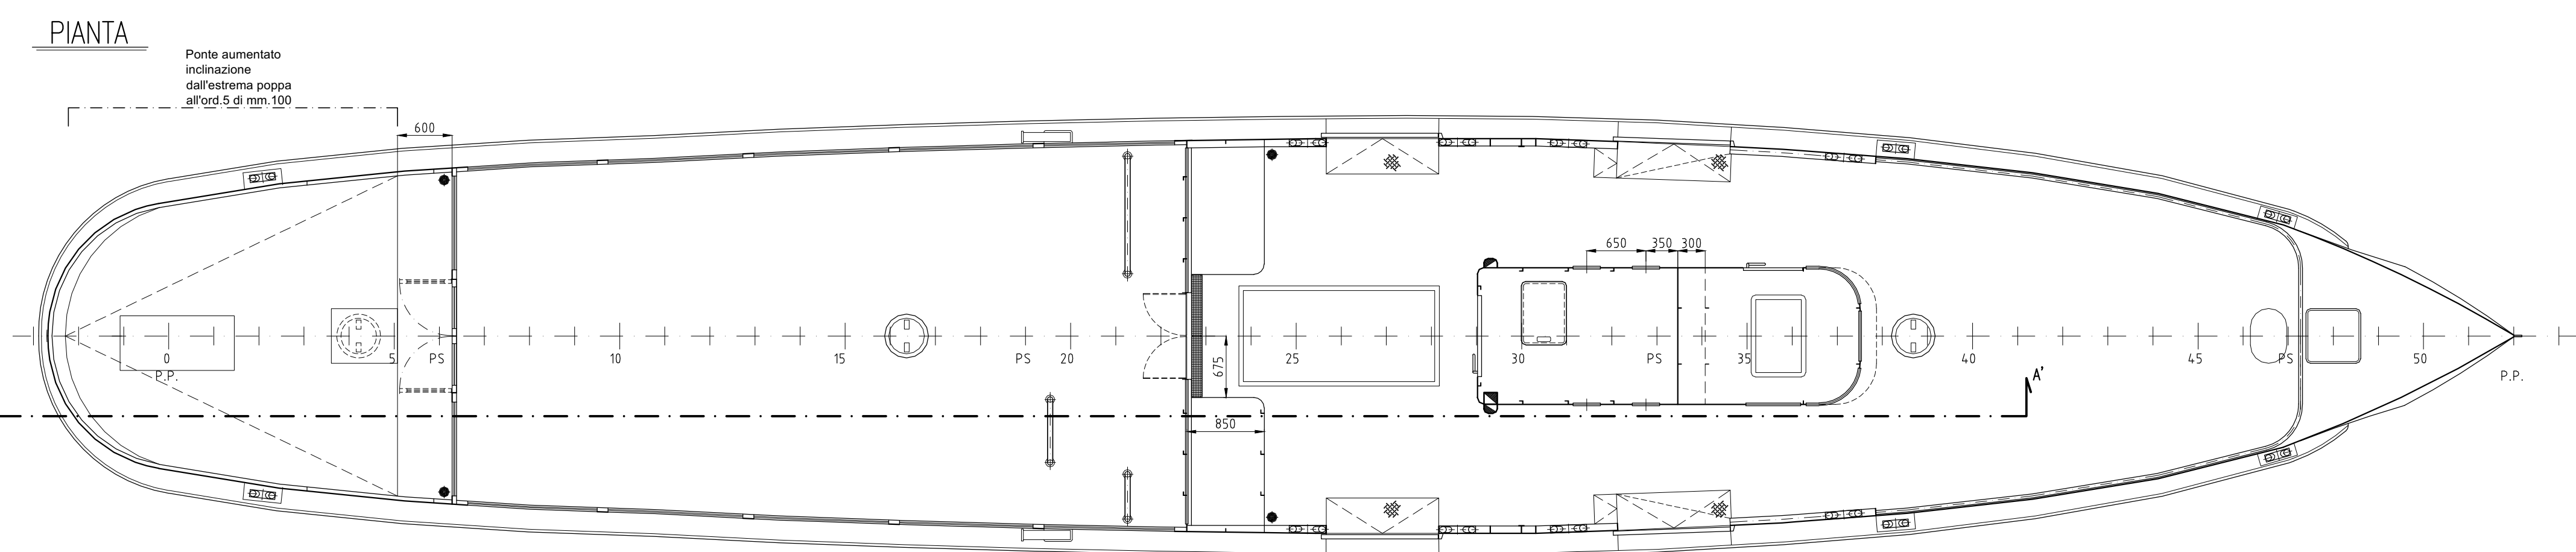 PIANTA
Ponte aumentato
inclinazione
dall'estrema poppa
all'ord.5 di mm.100
600
650 350 300
0 5 PS 10 15 PS 20 25 30 PS 35 40 45 PS 50
P.P. P.P.
675
A'
850